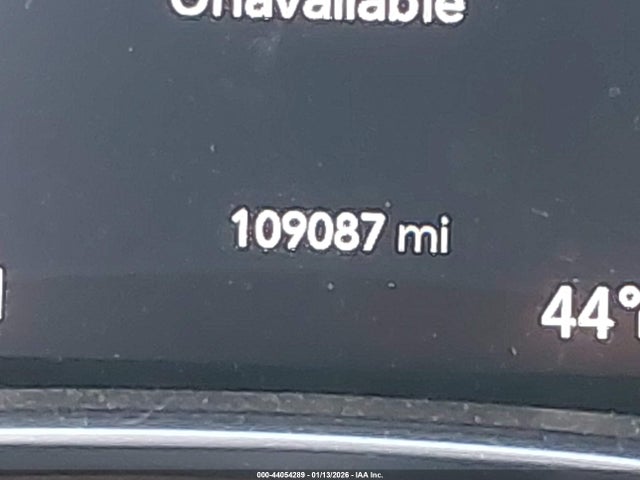 Unavailable
109087 mi
44°
000-44054289 - 01/13/2026 - IAA Inc.